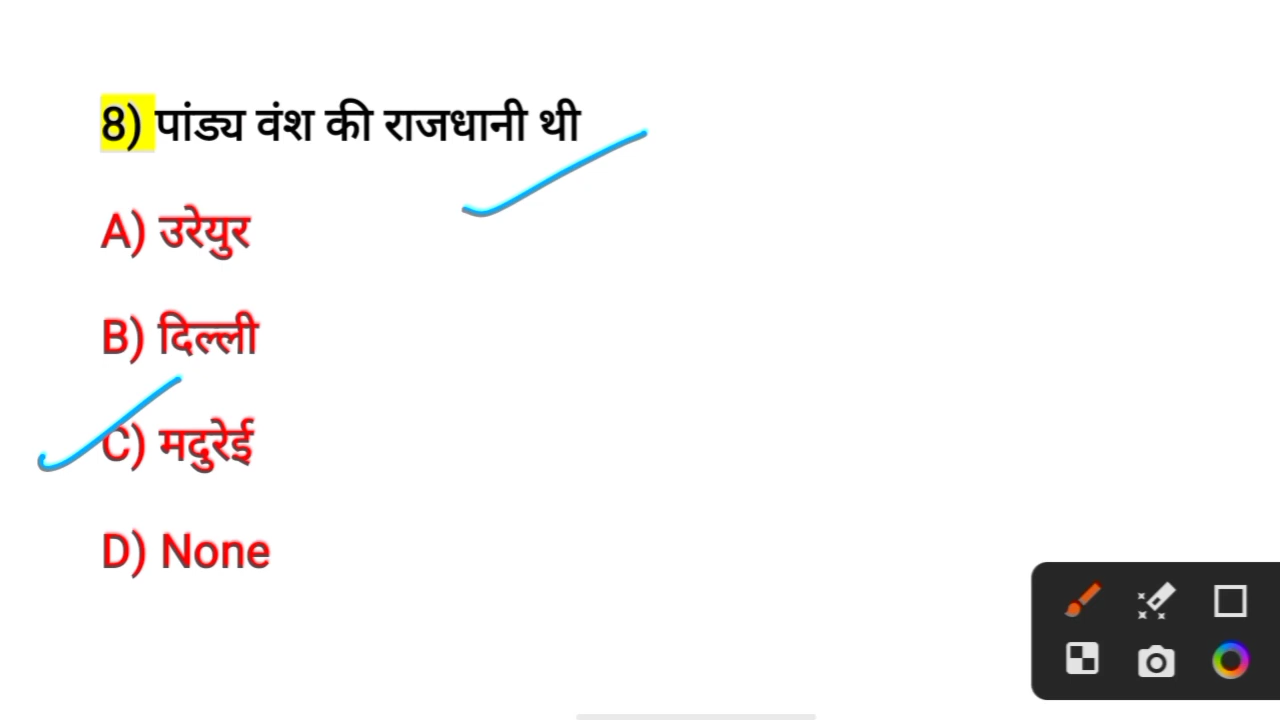 8) पांड्य वंश की राजधानी थी
A) उरेयुर
B) दिल्ली
C) मदुरेई
D) None